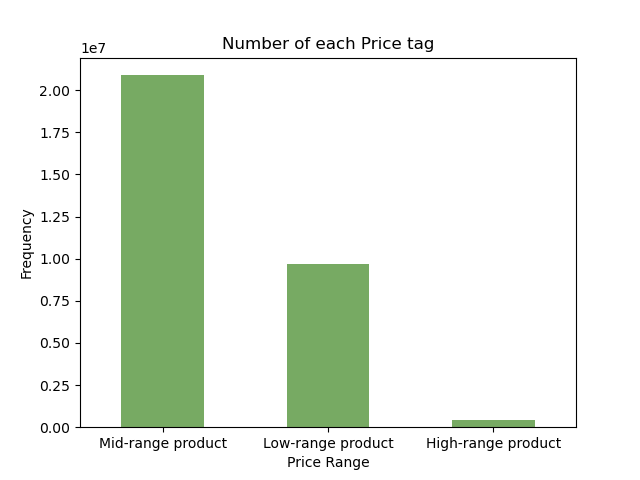 Number of each Price tag
1e7
2.00
1.75
1.50
1.25
1.00
0.75
0.50
0.25
0.00
Frequency
Mid-range product Low-range product High-range product
Price Range